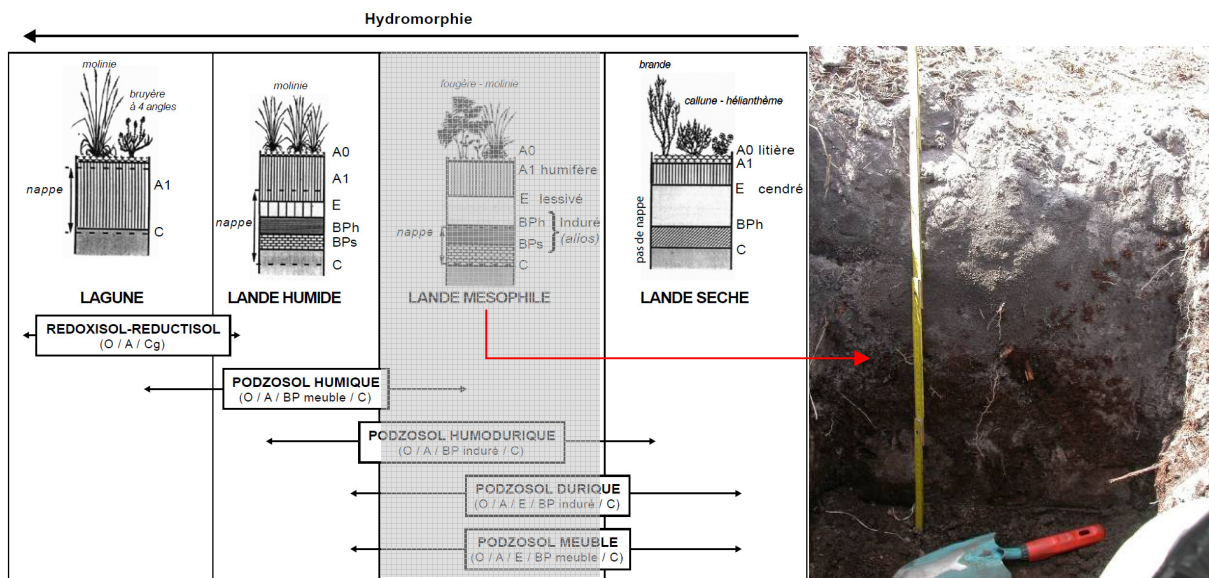 Hydromorphie
molinie
bruyère
à 4 angles
nappe
A1
C
LAGUNE
molinie
A0
A1
E
nappe
BPh
BPs
C
LANDE HUMIDE
fougère - molinie
A0
A1 humifère
E lessivé
BPh
Induré
nappe
BPs
(alios)
C
LANDE MESOPHILE
brande
callune - hélianthème
A0 litière
A1
E cendré
pas de nappe
BPh
C
LANDE SECHE
REDOXISOL-REDUCTISOL
(O / A / Cg)
PODZOSOL HUMIQUE
(O / A / BP meuble / C)
PODZOSOL HUMODURIQUE
(O / A / BP induré / C)
PODZOSOL DURIQUE
(O / A / E / BP induré / C)
PODZOSOL MEUBLE
(O / A / E / BP meuble / C)